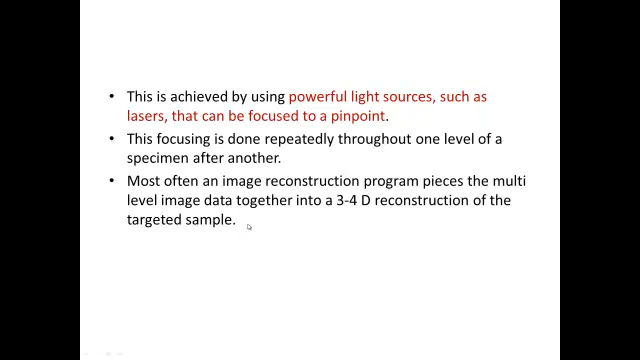 • This is achieved by using powerful light sources, such as
lasers, that can be focused to a pinpoint.
• This focusing is done repeatedly throughout one level of a
specimen after another.
• Most often an image reconstruction program pieces the multi
level image data together into a 3-4 D reconstruction of the
targeted sample.